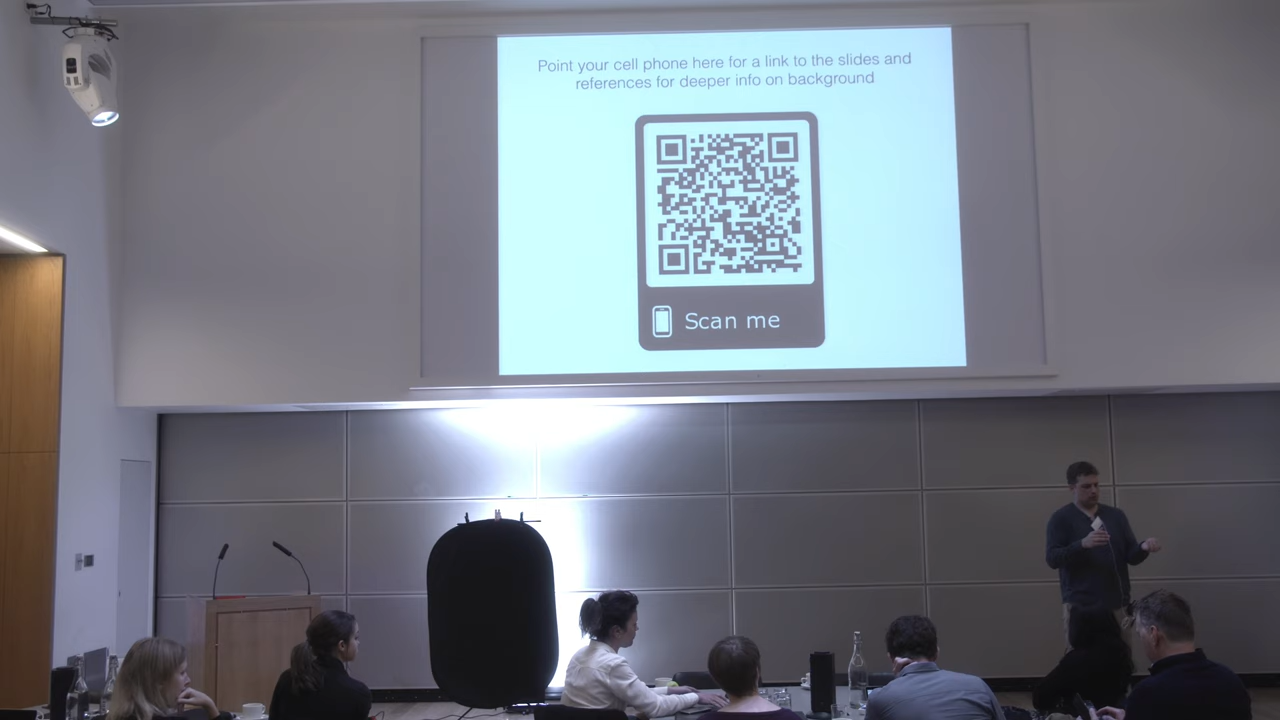 Point your cell phone here for a link to the slides and
references for deeper info on background
Scan me